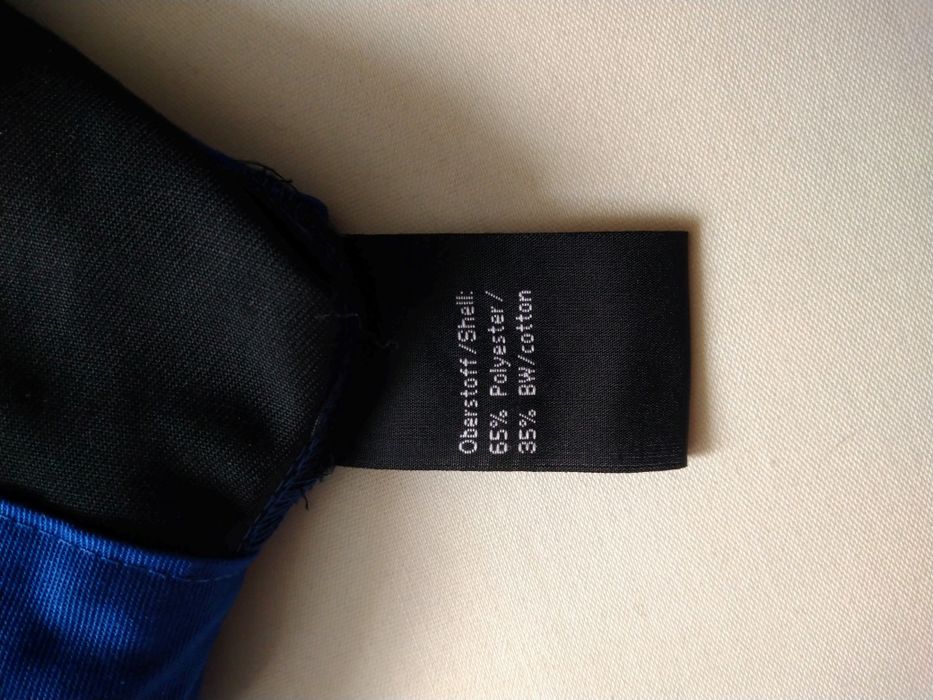 Oberstoff/Shell:
65% Polyester/
35% BW/cotton